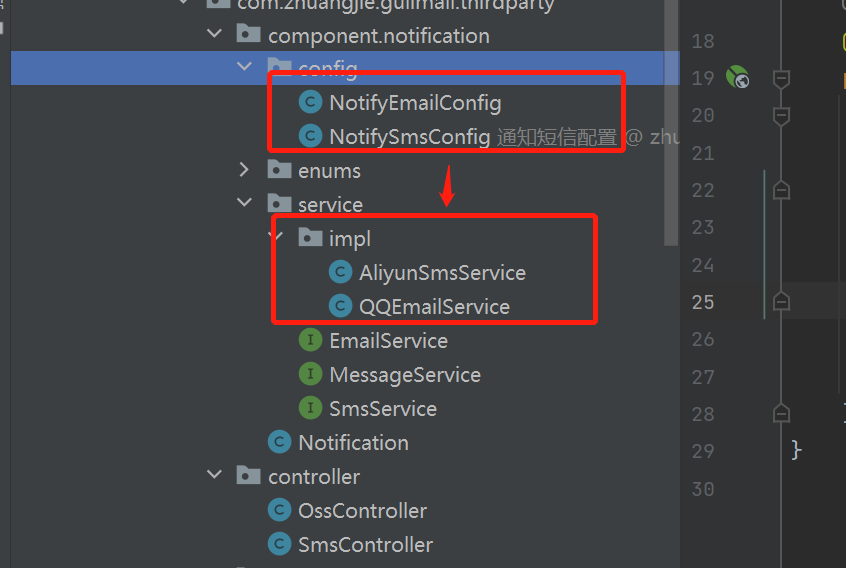 com.zhuangjie.gulimall.thirdparty
component.notification
config
NotifyEmailConfig
NotifySmsConfig 通知短信配置 @ zhu
enums
service
impl
AliyunSmsService
QQEmailService
EmailService
MessageService
SmsService
Notification
controller
OssController
SmsController
18
19
20
21
22
23
24
25
26
27
28
29 }
30